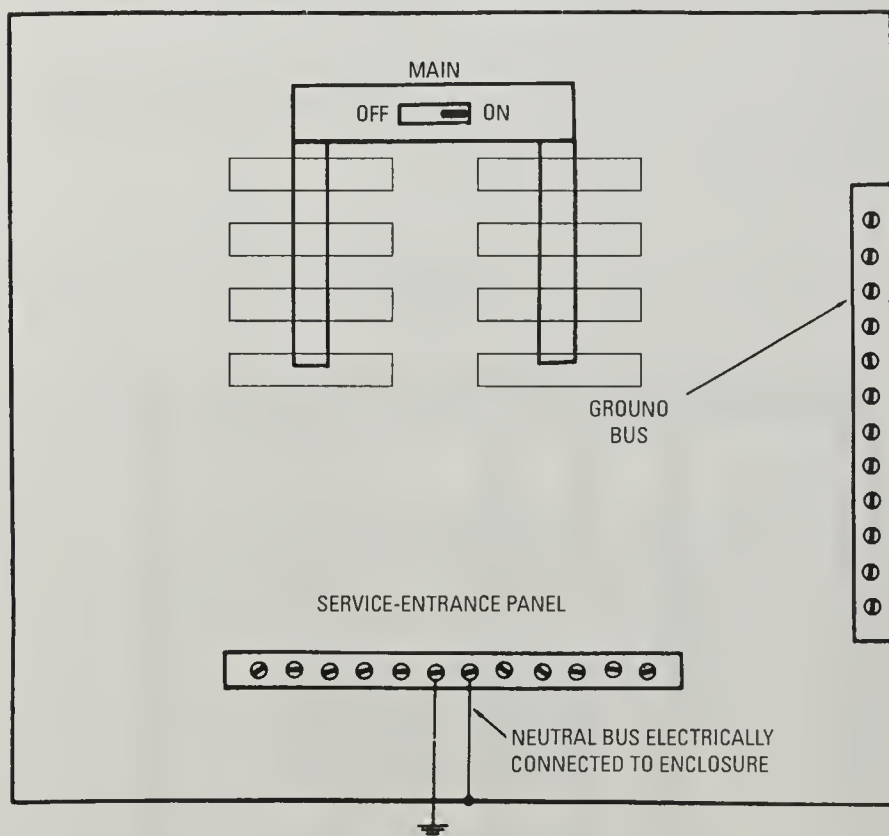 MAIN
OFF ON
GROUNO
BUS
SERVICE-ENTRANCE PANEL
NEUTRAL BUS ELECTRICALLY
CONNECTED TO ENCLOSURE